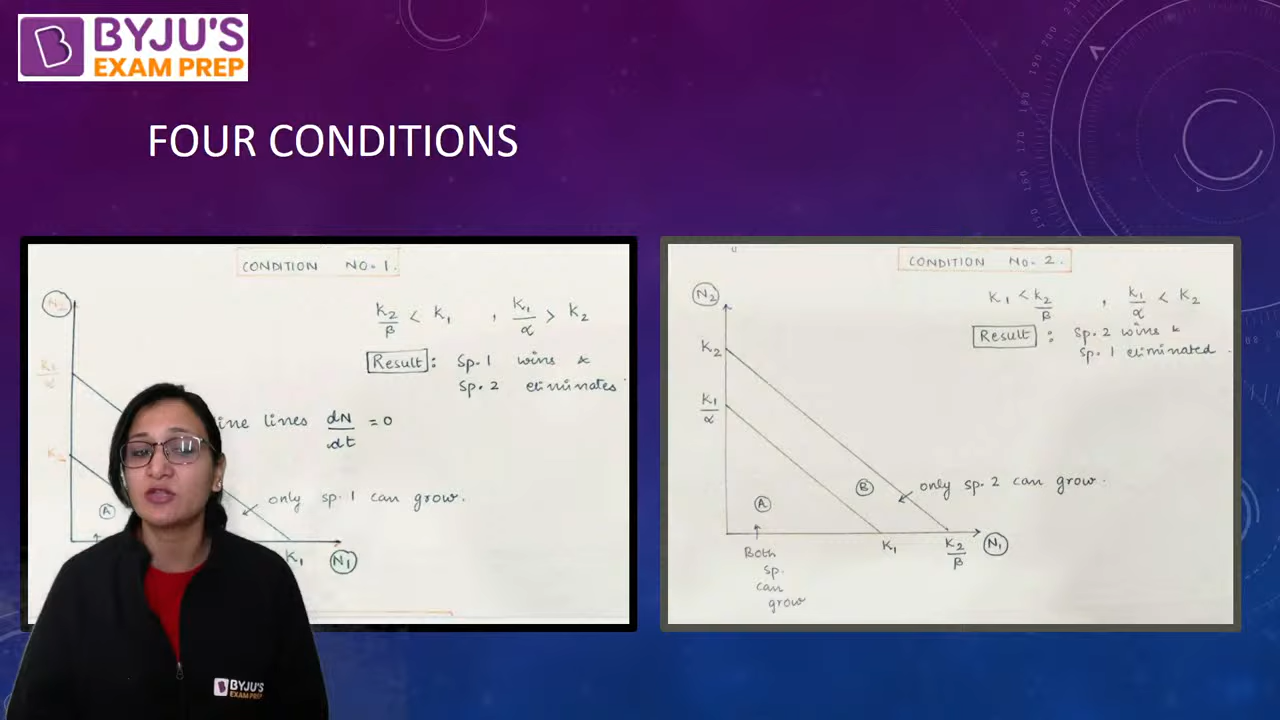 BYJU'S
EXAM PREP
FOUR CONDITIONS
CONDITION NO-1.
N2
K2/β < K1 , K1/α > K2
Result : Sp.1 wins &
Sp.2 eliminates
K1/α
ine lines dN/dt = 0
K2
only sp.1 can grow.
A
K1
N1
CONDITION NO-2.
N2
K1 < K2/β , K1/α < K2
Result : Sp.2 wins &
Sp.1 eliminated
K2
K1/α
only sp.2 can grow.
B
A
K1
K2/β
N1
Both
sp.
can
grow
BYJU'S
EXAM PREP